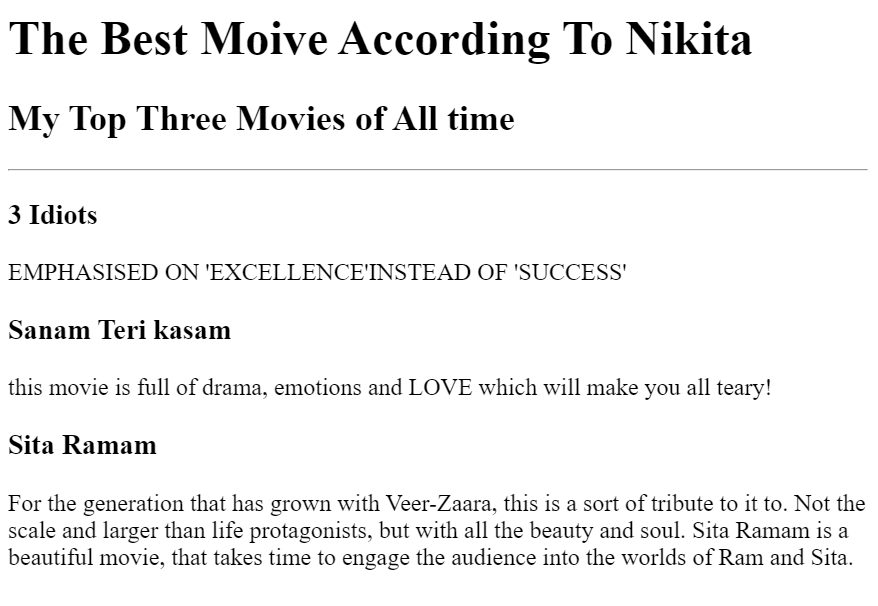 The Best Moive According To Nikita
My Top Three Movies of All time
3 Idiots
EMPHASISED ON 'EXCELLENCE'INSTEAD OF 'SUCCESS'
Sanam Teri kasam
this movie is full of drama, emotions and LOVE which will make you all teary!
Sita Ramam
For the generation that has grown with Veer-Zaara, this is a sort of tribute to it to. Not the
scale and larger than life protagonists, but with all the beauty and soul. Sita Ramam is a
beautiful movie, that takes time to engage the audience into the worlds of Ram and Sita.